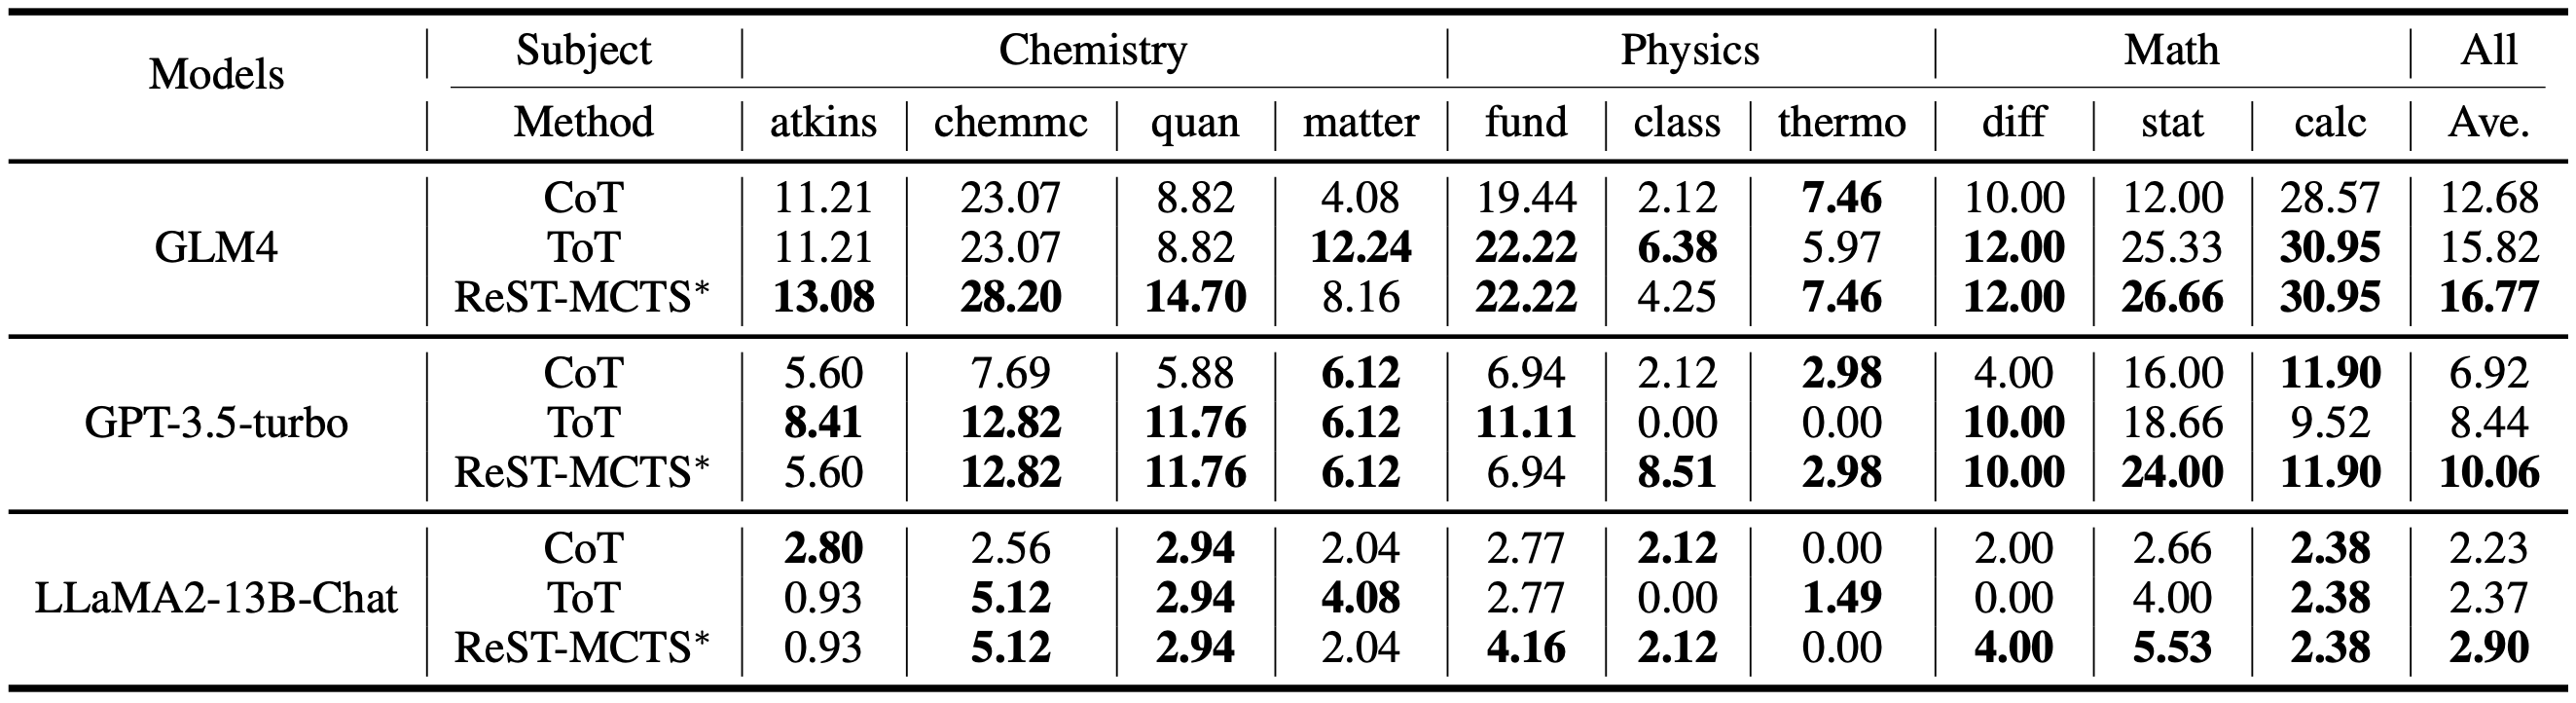 Models Subject Chemistry Physics Math All
Method atkins chemmc quan matter fund class thermo diff stat calc Ave.
GLM4 CoT 11.21 23.07 8.82 4.08 19.44 2.12 7.46 10.00 12.00 28.57 12.68
ToT 11.21 23.07 8.82 12.24 22.22 6.38 5.97 12.00 25.33 30.95 15.82
ReST-MCTS* 13.08 28.20 14.70 8.16 22.22 4.25 7.46 12.00 26.66 30.95 16.77
GPT-3.5-turbo CoT 5.60 7.69 5.88 6.12 6.94 2.12 2.98 4.00 16.00 11.90 6.92
ToT 8.41 12.82 11.76 6.12 11.11 0.00 0.00 10.00 18.66 9.52 8.44
ReST-MCTS* 5.60 12.82 11.76 6.12 6.94 8.51 2.98 10.00 24.00 11.90 10.06
LLaMA2-13B-Chat CoT 2.80 2.56 2.94 2.04 2.77 2.12 0.00 2.00 2.66 2.38 2.23
ToT 0.93 5.12 2.94 4.08 2.77 0.00 1.49 0.00 4.00 2.38 2.37
ReST-MCTS* 0.93 5.12 2.94 2.04 4.16 2.12 0.00 4.00 5.53 2.38 2.90